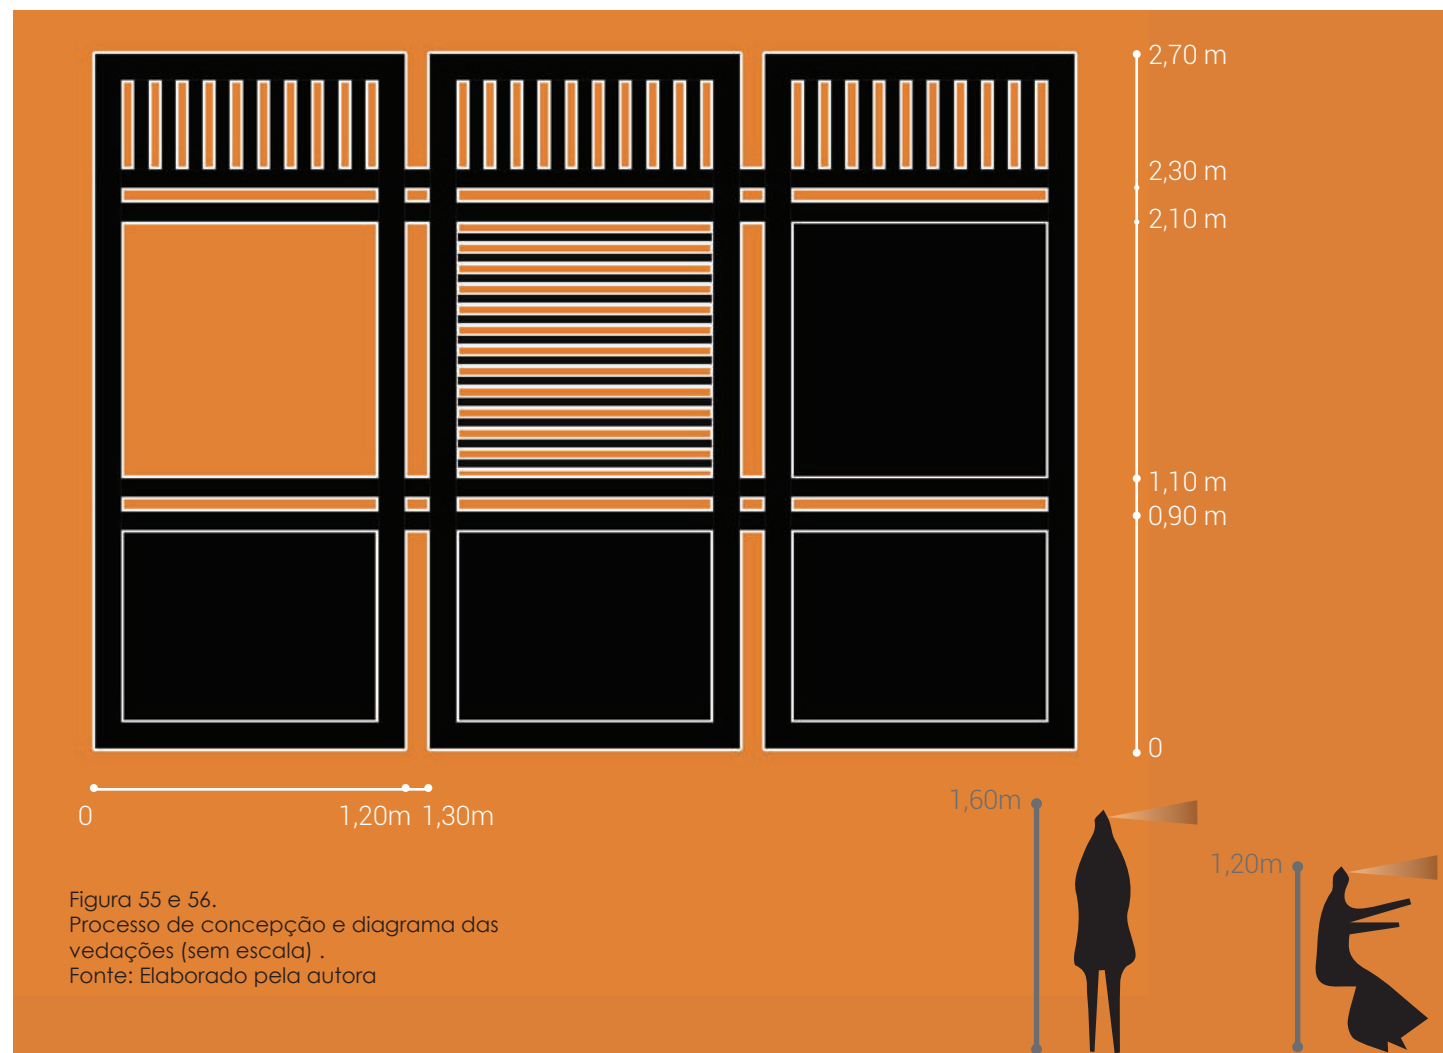 2,70 m
2,30 m
2,10 m
1,10 m
0,90 m
0
0
1,20m 1,30m
1,60m
1,20m
Figura 55 e 56.
Processo de concepção e diagrama das
vedações (sem escala) .
Fonte: Elaborado pela autora